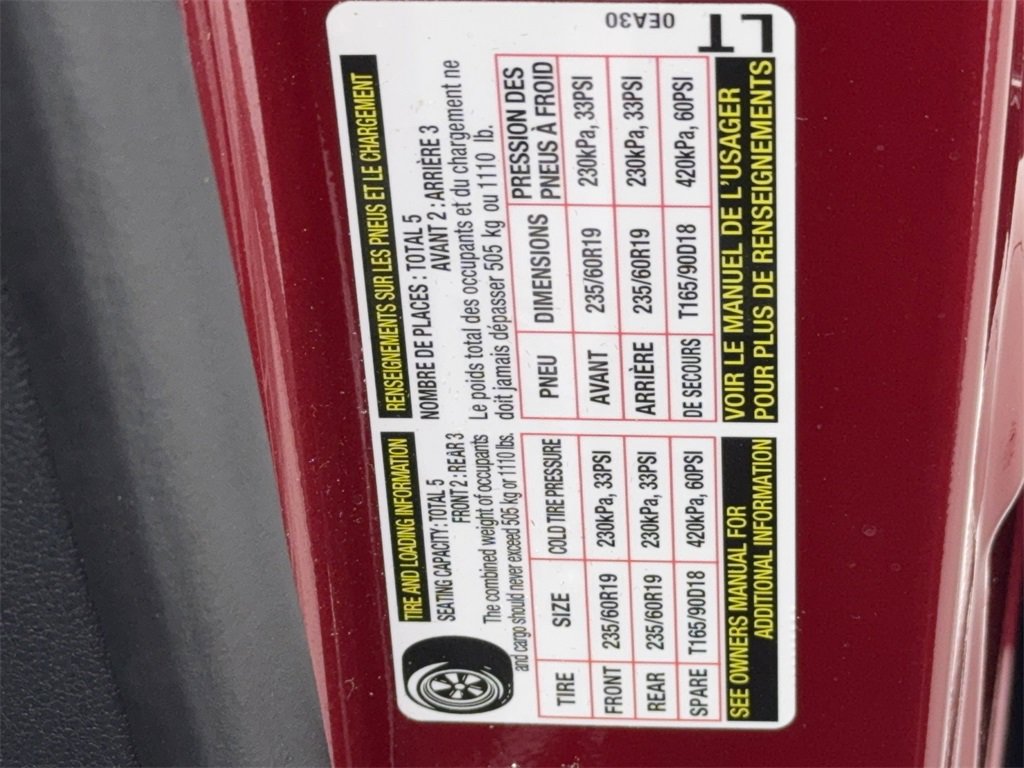 TIRE AND LOADING INFORMATION
SEATING CAPACITY : TOTAL 5
FRONT 2 : REAR 3
The combined weight of occupants
and cargo should never exceed 505 kg or 1110 lbs.
TIRE SIZE COLD TIRE PRESSURE
FRONT 235/60R19 230kPa, 33PSI
REAR 235/60R19 230kPa, 33PSI
SPARE T165/90D18 420kPa, 60PSI
SEE OWNERS MANUAL FOR
ADDITIONAL INFORMATION
RENSEIGNEMENTS SUR LES PNEUS ET LE CHARGEMENT
NOMBRE DE PLACES : TOTAL 5
AVANT 2 : ARRIÈRE 3
Le poids total des occupants et du chargement ne
doit jamais dépasser 505 kg ou 1110 lb.
PNEU DIMENSIONS PRESSION DES
PNEUS À FROID
AVANT 235/60R19 230kPa, 33PSI
ARRIÈRE 235/60R19 230kPa, 33PSI
DE SECOURS T165/90D18 420kPa, 60PSI
VOIR LE MANUEL DE L'USAGER
POUR PLUS DE RENSEIGNEMENTS
0EA30
LT